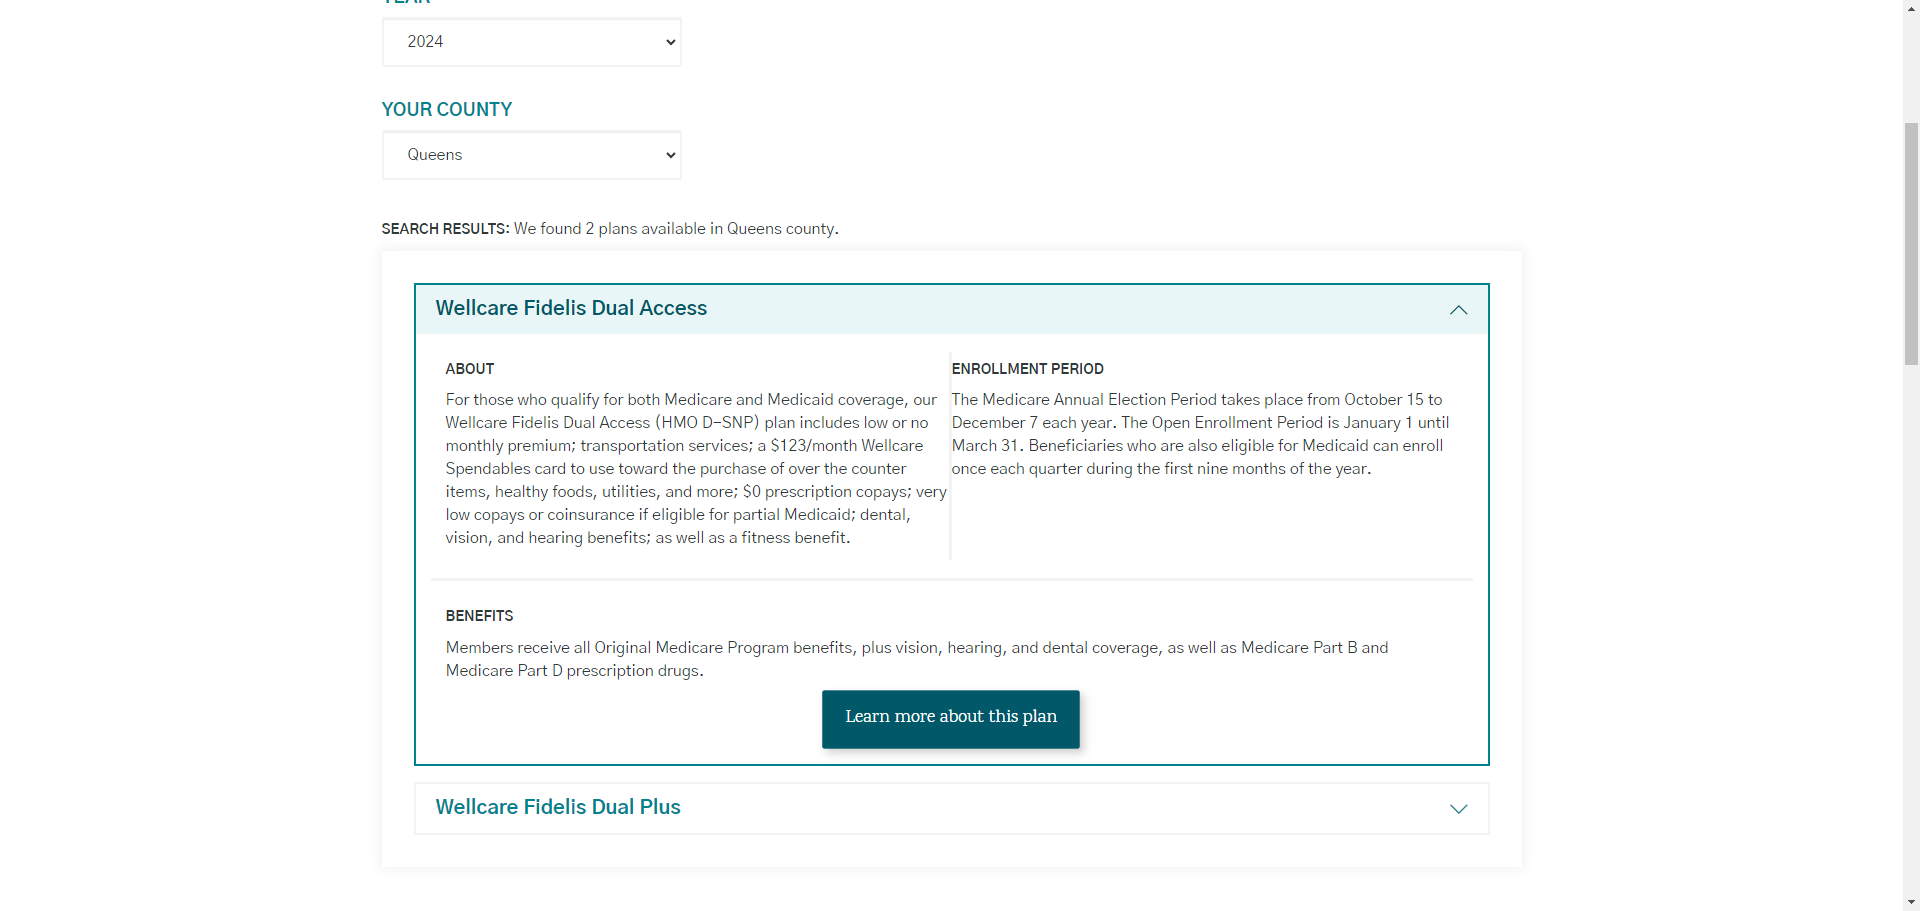 YEAR
2024
YOUR COUNTY
Queens
SEARCH RESULTS: We found 2 plans available in Queens county.
Wellcare Fidelis Dual Access
ABOUT
For those who qualify for both Medicare and Medicaid coverage, our
Wellcare Fidelis Dual Access (HMO D-SNP) plan includes low or no
monthly premium; transportation services; a $123/month Wellcare
Spendables card to use toward the purchase of over the counter
items, healthy foods, utilities, and more; $0 prescription copays; very
low copays or coinsurance if eligible for partial Medicaid; dental,
vision, and hearing benefits; as well as a fitness benefit.
ENROLLMENT PERIOD
The Medicare Annual Election Period takes place from October 15 to
December 7 each year. The Open Enrollment Period is January 1 until
March 31. Beneficiaries who are also eligible for Medicaid can enroll
once each quarter during the first nine months of the year.
BENEFITS
Members receive all Original Medicare Program benefits, plus vision, hearing, and dental coverage, as well as Medicare Part B and
Medicare Part D prescription drugs.
Learn more about this plan
Wellcare Fidelis Dual Plus